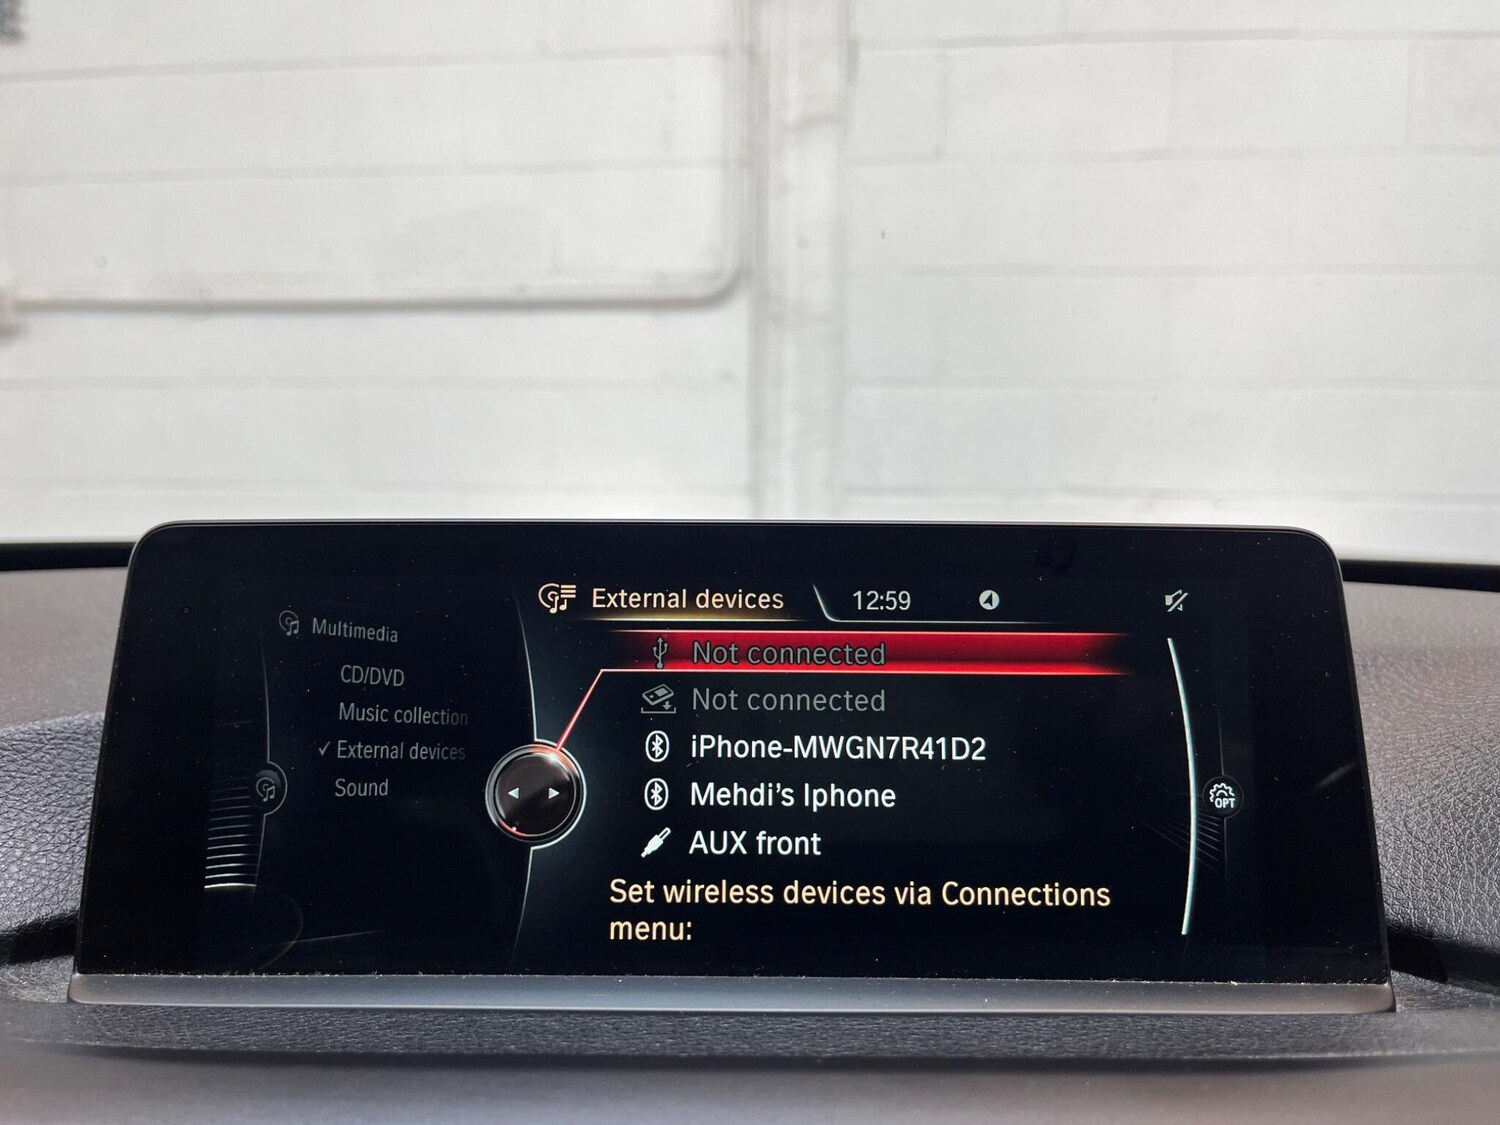 External devices
12:59
Multimedia
CD/DVD
Music collection
External devices
Sound
Not connected
Not connected
iPhone-MWGN7R41D2
Mehdi's Iphone
AUX front
Set wireless devices via Connections
menu:
OPT